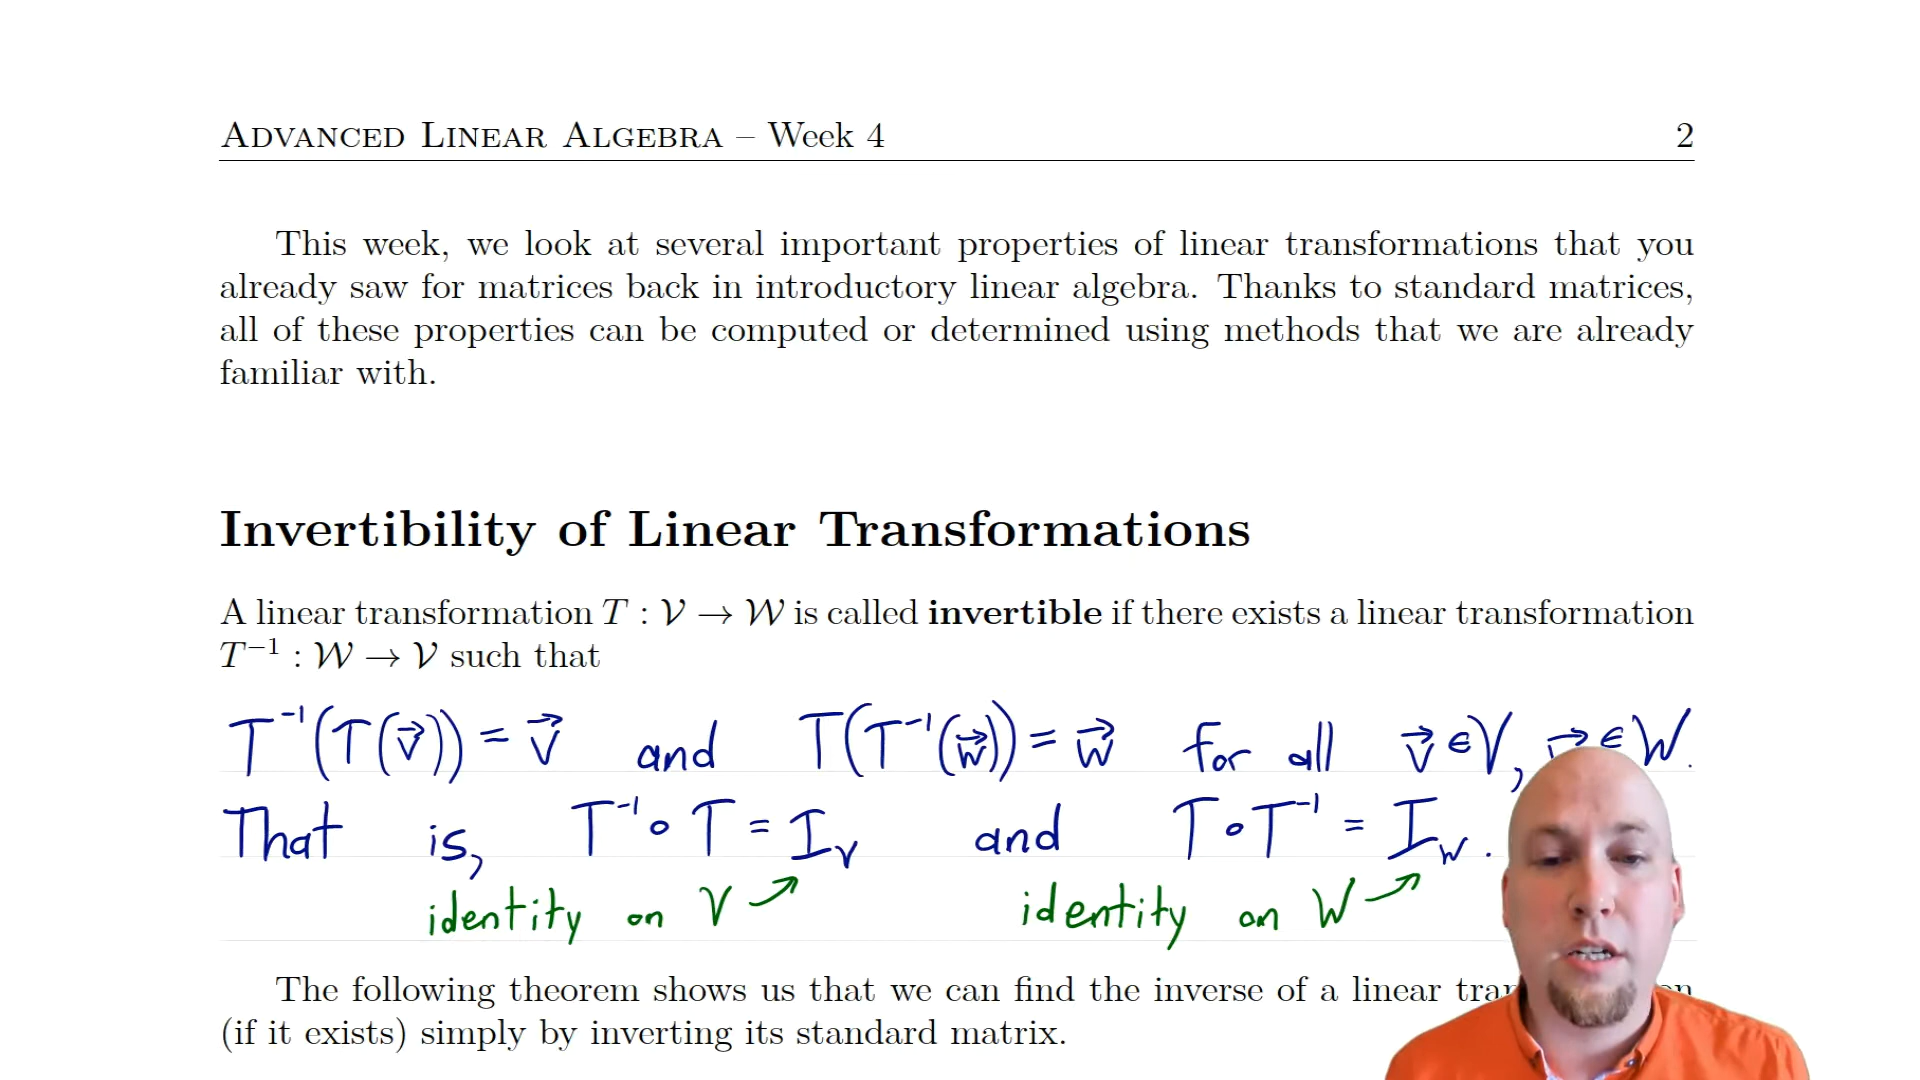 ADVANCED LINEAR ALGEBRA – Week 4 2
This week, we look at several important properties of linear transformations that you
already saw for matrices back in introductory linear algebra. Thanks to standard matrices,
all of these properties can be computed or determined using methods that we are already
familiar with.
Invertibility of Linear Transformations
A linear transformation T : 𝒱 → 𝒲 is called invertible if there exists a linear transformation
T⁻¹ : 𝒲 → 𝒱 such that
T⁻¹(T(v⃗)) = v⃗ and T(T⁻¹(w⃗)) = w⃗ for all v⃗ ∈ 𝒱, ∈ 𝒲.
That is, T⁻¹ ∘ T = I_𝒱 and T ∘ T⁻¹ = I_𝒲.
identity on 𝒱 ↗ identity on 𝒲 ↗
The following theorem shows us that we can find the inverse of a linear
(if it exists) simply by inverting its standard matrix.